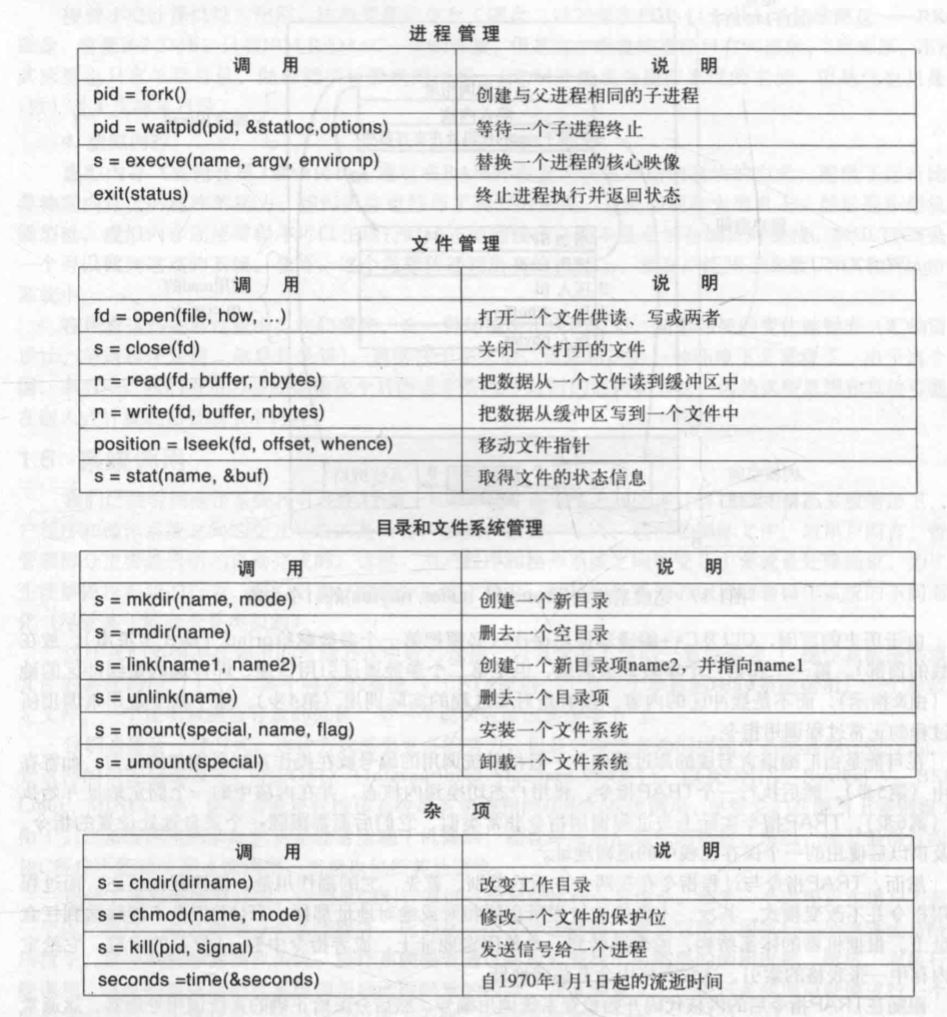 进程管理
调 用 说 明
pid = fork() 创建与父进程相同的子进程
pid = waitpid(pid, &statloc,options) 等待一个子进程终止
s = execve(name, argv, environp) 替换一个进程的核心映像
exit(status) 终止进程执行并返回状态
文件管理
调 用 说 明
fd = open(file, how, ...) 打开一个文件供读、写或两者
s = close(fd) 关闭一个打开的文件
n = read(fd, buffer, nbytes) 把数据从一个文件读到缓冲区中
n = write(fd, buffer, nbytes) 把数据从缓冲区写到一个文件中
position = lseek(fd, offset, whence) 移动文件指针
s = stat(name, &buf) 取得文件的状态信息
目录和文件系统管理
调 用 说 明
s = mkdir(name, mode) 创建一个新目录
s = rmdir(name) 删去一个空目录
s = link(name1, name2) 创建一个新目录项name2，并指向name1
s = unlink(name) 删去一个目录项
s = mount(special, name, flag) 安装一个文件系统
s = umount(special) 卸载一个文件系统
杂 项
调 用 说 明
s = chdir(dirname) 改变工作目录
s = chmod(name, mode) 修改一个文件的保护位
s = kill(pid, signal) 发送信号给一个进程
seconds =time(&seconds) 自1970年1月1日起的流逝时间